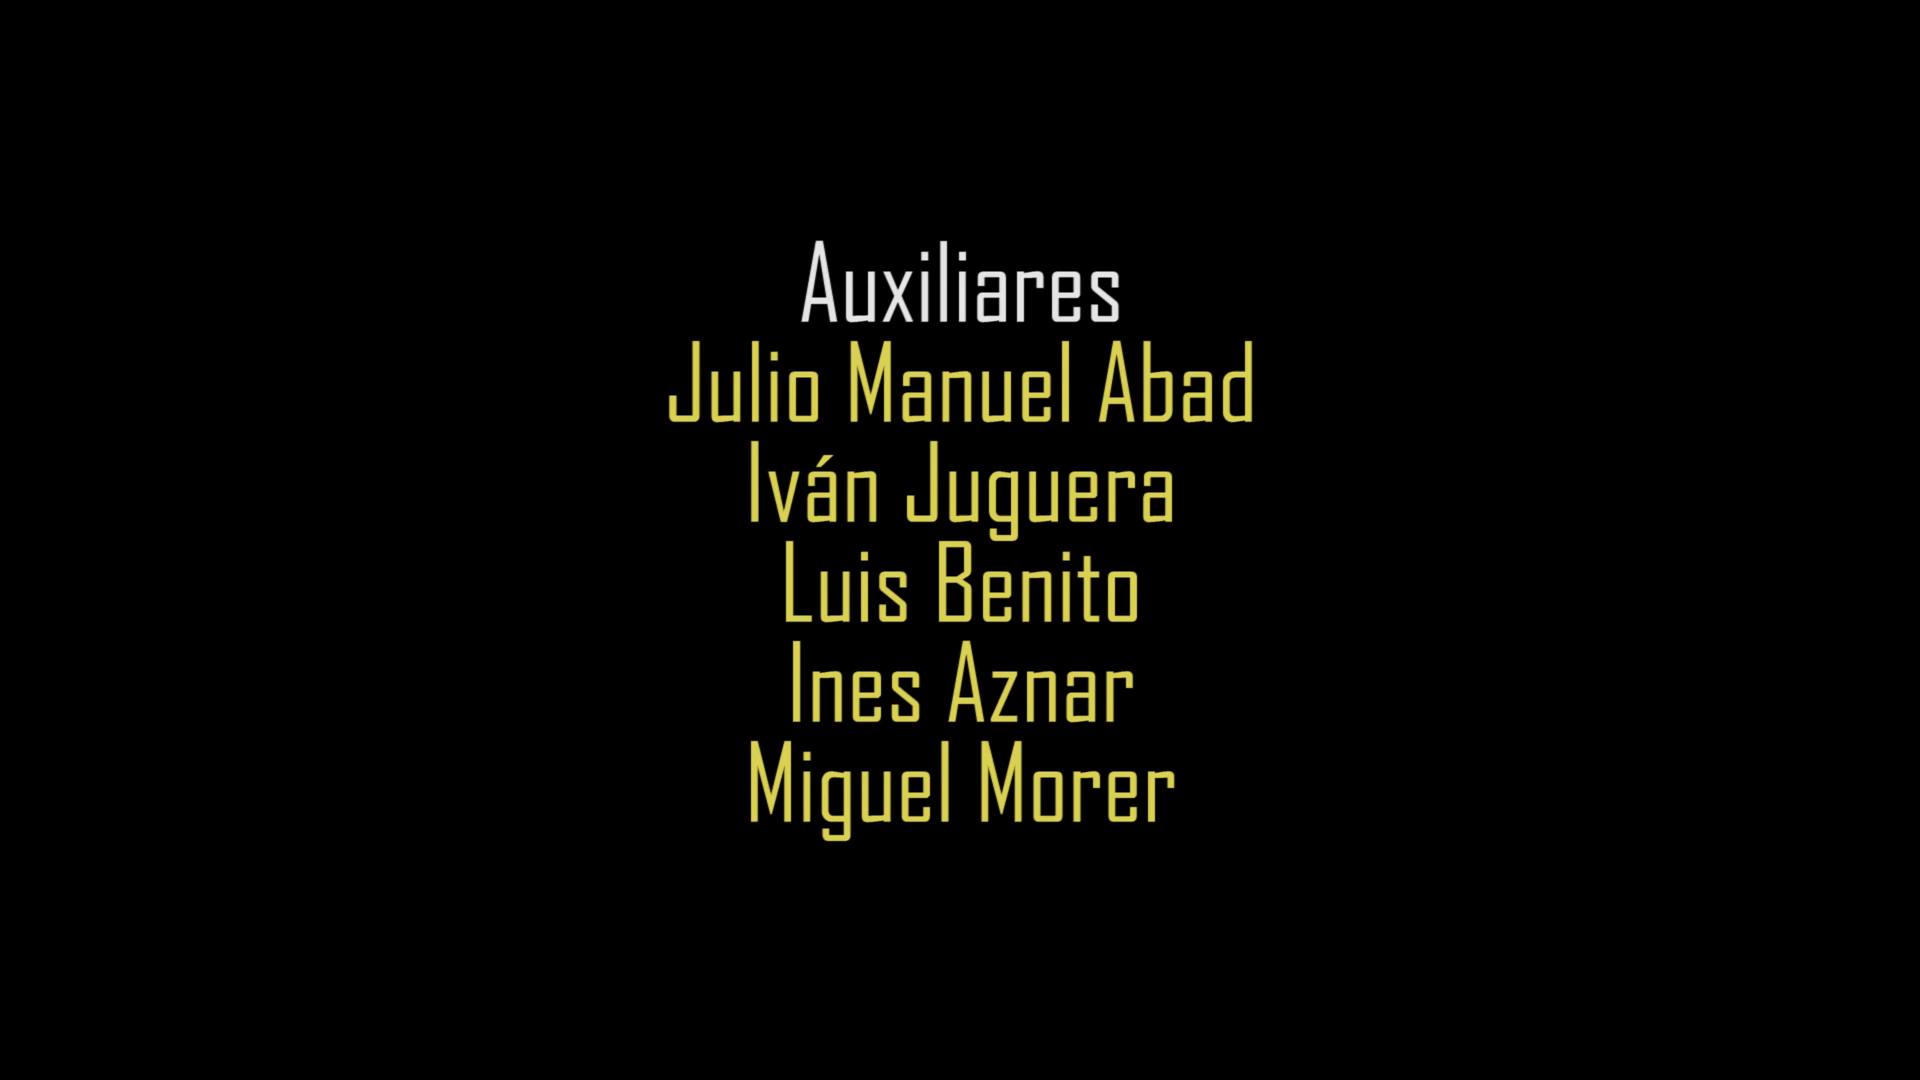 Auxiliares
Julio Manuel Abad
Iván Juguera
Luis Benito
Ines Aznar
Miguel Morer